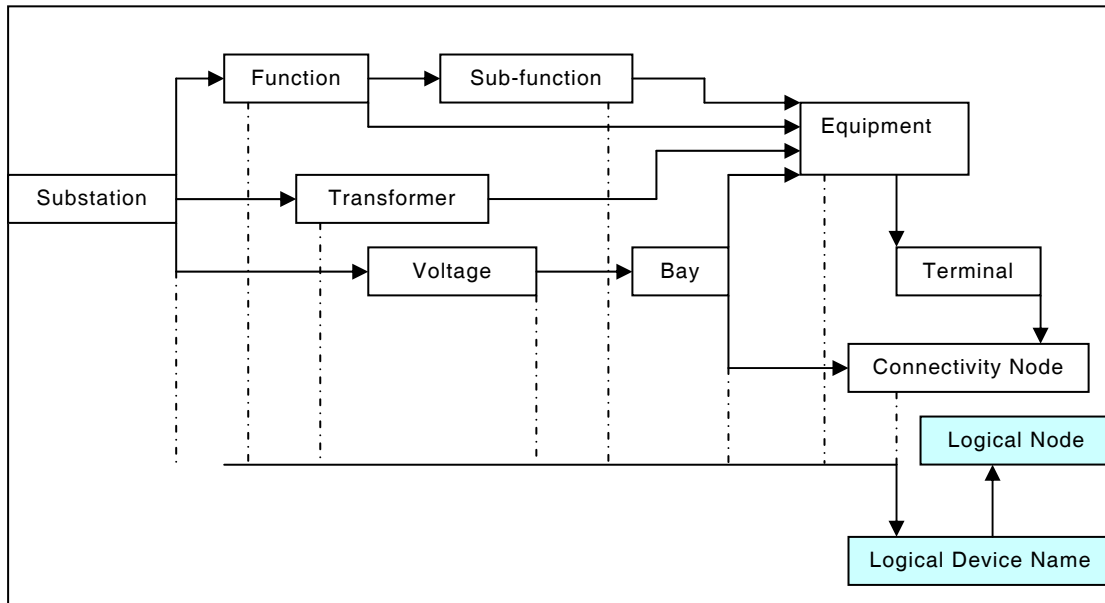 Function
Sub-function
Equipment
Substation
Transformer
Voltage
Bay
Terminal
Connectivity Node
Logical Node
Logical Device Name